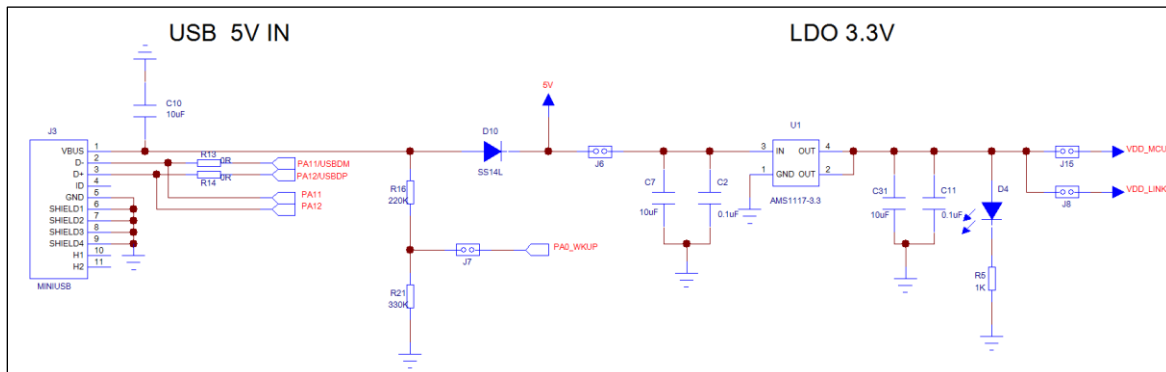 USB 5V IN
LDO 3.3V
C10
10uF
J3
MINIUSB
VBUS 1
D- 2
D+ 3
ID 4
GND 5
SHIELD1 6
SHIELD2 7
SHIELD3 8
SHIELD4 9
H1 10
H2 11
R13 0R
R14 0R
PA11/USBDM
PA12/USBDP
PA11
PA12
R16
220K
R21
330K
J7
PA0_WKUP
D10
SS14L
5V
J6
C7
10uF
C2
0.1uF
U1
3 IN OUT 4
1 GND OUT 2
AMS1117-3.3
C31
10uF
C11
0.1uF
D4
R5
1K
J15
VDD_MCU
J8
VDD_LINK